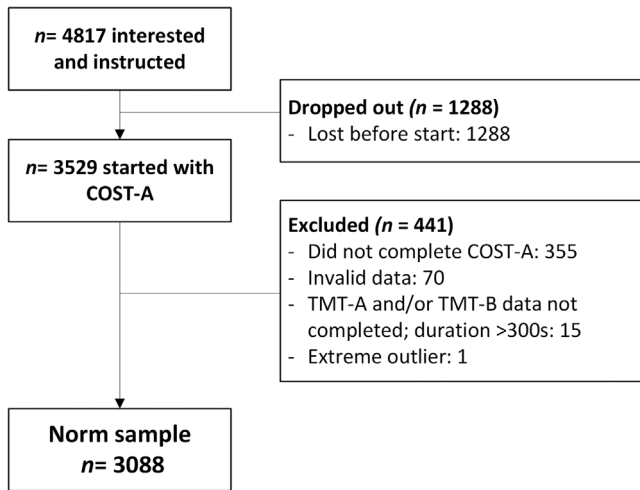 n= 4817 interested
and instructed
Dropped out (n = 1288)
- Lost before start: 1288
n= 3529 started with
COST-A
Excluded (n = 441)
- Did not complete COST-A: 355
- Invalid data: 70
- TMT-A and/or TMT-B data not
completed; duration >300s: 15
- Extreme outlier: 1
Norm sample
n= 3088